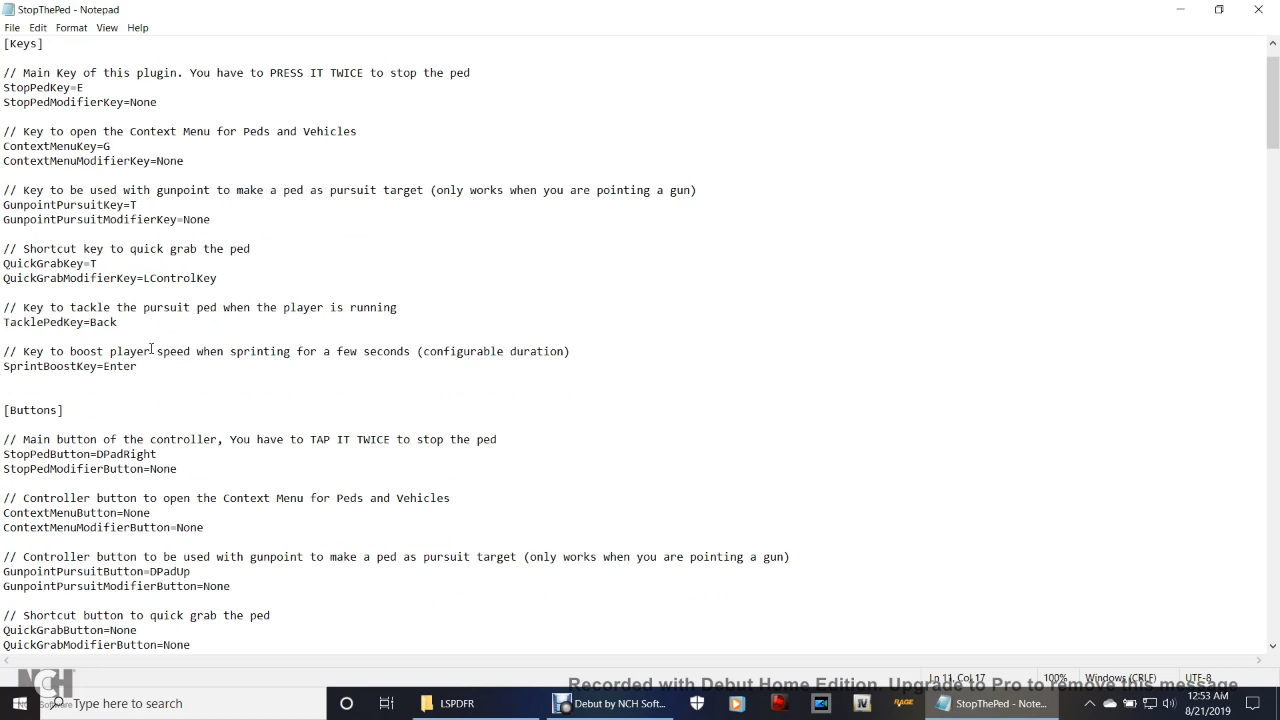 StopThePed - Notepad
File Edit Format View Help
[Keys]
// Main Key of this plugin. You have to PRESS IT TWICE to stop the ped
StopPedKey=E
StopPedModifierKey=None
// Key to open the Context Menu for Peds and Vehicles
ContextMenuKey=G
ContextMenuModifierKey=None
// Key to be used with gunpoint to make a ped as pursuit target (only works when you are pointing a gun)
GunpointPursuitKey=T
GunpointPursuitModifierKey=None
// Shortcut key to quick grab the ped
QuickGrabKey=T
QuickGrabModifierKey=LControlKey
// Key to tackle the pursuit ped when the player is running
TacklePedKey=Back
// Key to boost player speed when sprinting for a few seconds (configurable duration)
SprintBoostKey=Enter
[Buttons]
// Main button of the controller, You have to TAP IT TWICE to stop the ped
StopPedButton=DPadRight
StopPedModifierButton=None
// Controller button to open the Context Menu for Peds and Vehicles
ContextMenuButton=None
ContextMenuModifierButton=None
// Controller button to be used with gunpoint to make a ped as pursuit target (only works when you are pointing a gun)
GunpointPursuitButton=DPadUp
GunpointPursuitModifierButton=None
// Shortcut button to quick grab the ped
QuickGrabButton=None
QuickGrabModifierButton=None
Ln 11, Col 17 100% Windows (CRLF) UTF-8
NCH Software
Recorded with Debut Home Edition. Upgrade to Pro to remove this message
Type here to search LSPDFR Debut by NCH Soft... IV RAGE StopThePed - Note... 12:53 AM
8/21/2019